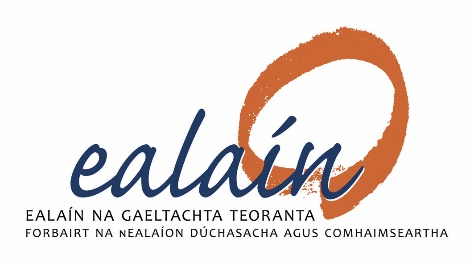 ealaín
EALAÍN NA GAELTACHTA TEORANTA
FORBAIRT NA nEALAÍON DÚCHASACHA AGUS COMHAIMSEARTHA